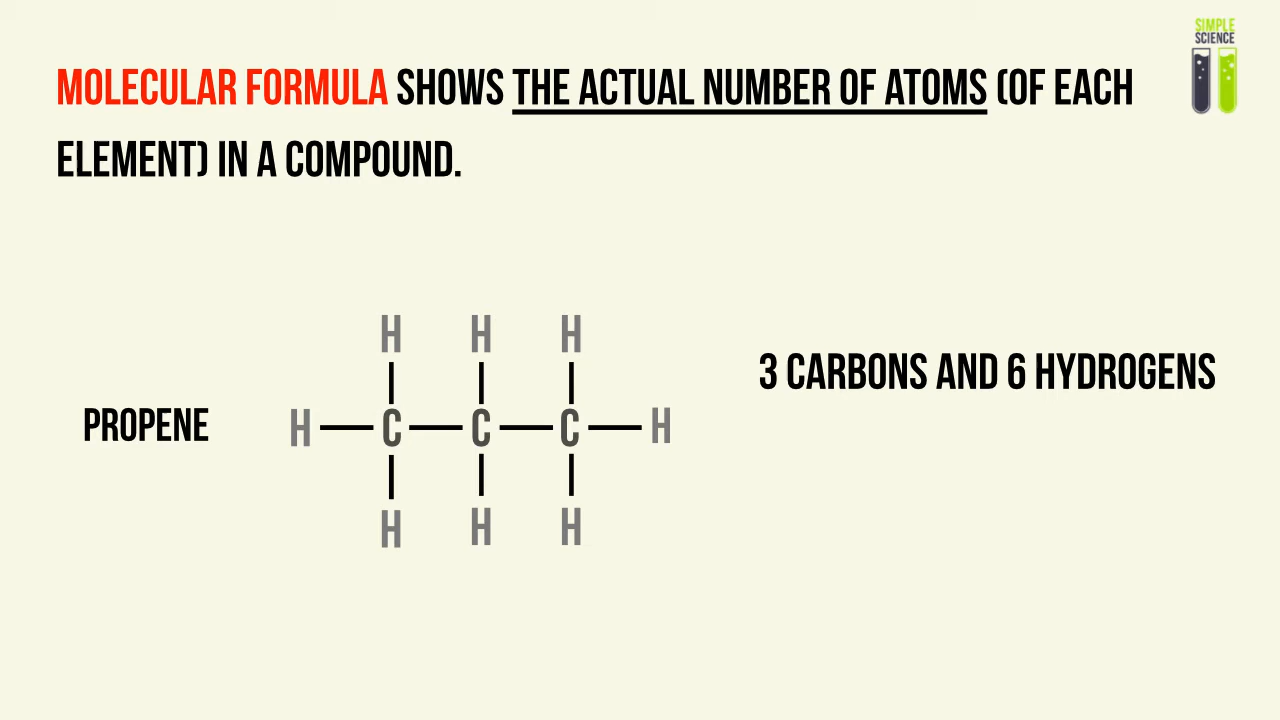 SIMPLE
SCIENCE
MOLECULAR FORMULA SHOWS THE ACTUAL NUMBER OF ATOMS (OF EACH
ELEMENT) IN A COMPOUND.
H H H
3 CARBONS AND 6 HYDROGENS
PROPENE H C C C H
H H H